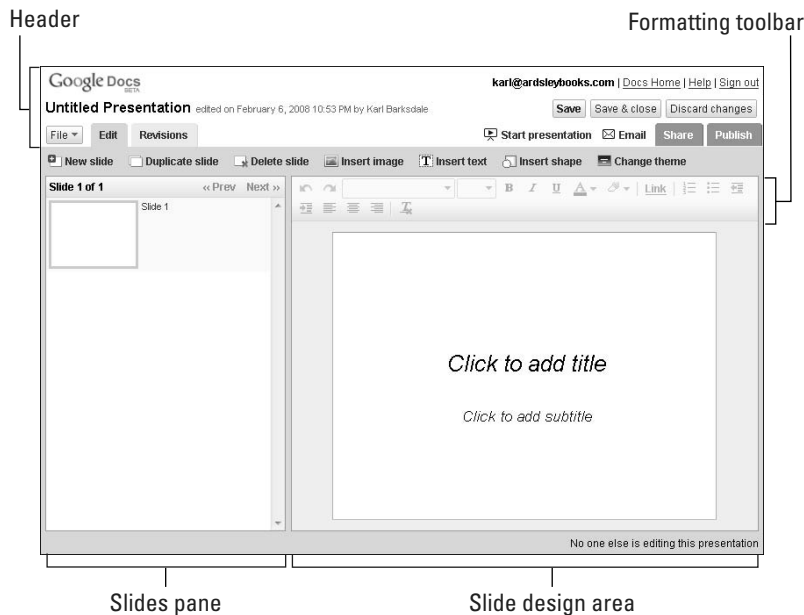 Header
Formatting toolbar
Google Docs
BETA
karl@ardsleybooks.com | Docs Home | Help | Sign out
Untitled Presentation edited on February 6, 2008 10:53 PM by Karl Barksdale
Save Save & close Discard changes
File Edit Revisions Start presentation Email Share Publish
New slide Duplicate slide Delete slide Insert image T Insert text Insert shape Change theme
Slide 1 of 1 « Prev Next »
B I U A Link
Slide 1
Click to add title
Click to add subtitle
No one else is editing this presentation
Slides pane
Slide design area